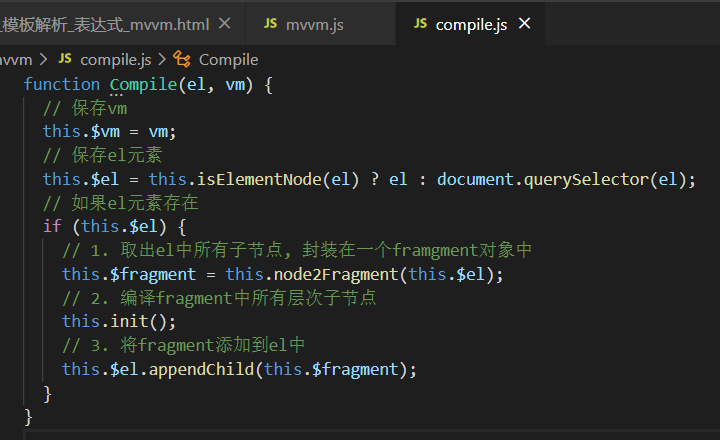 _模板解析_表达式_mvvm.html
JS mvvm.js
JS compile.js
mvvm > JS compile.js > Compile
function Compile(el, vm) {
// 保存vm
this.$vm = vm;
// 保存el元素
this.$el = this.isElementNode(el) ? el : document.querySelector(el);
// 如果el元素存在
if (this.$el) {
// 1. 取出el中所有子节点, 封装在一个framgment对象中
this.$fragment = this.node2Fragment(this.$el);
// 2. 编译fragment中所有层次子节点
this.init();
// 3. 将fragment添加到el中
this.$el.appendChild(this.$fragment);
}
}